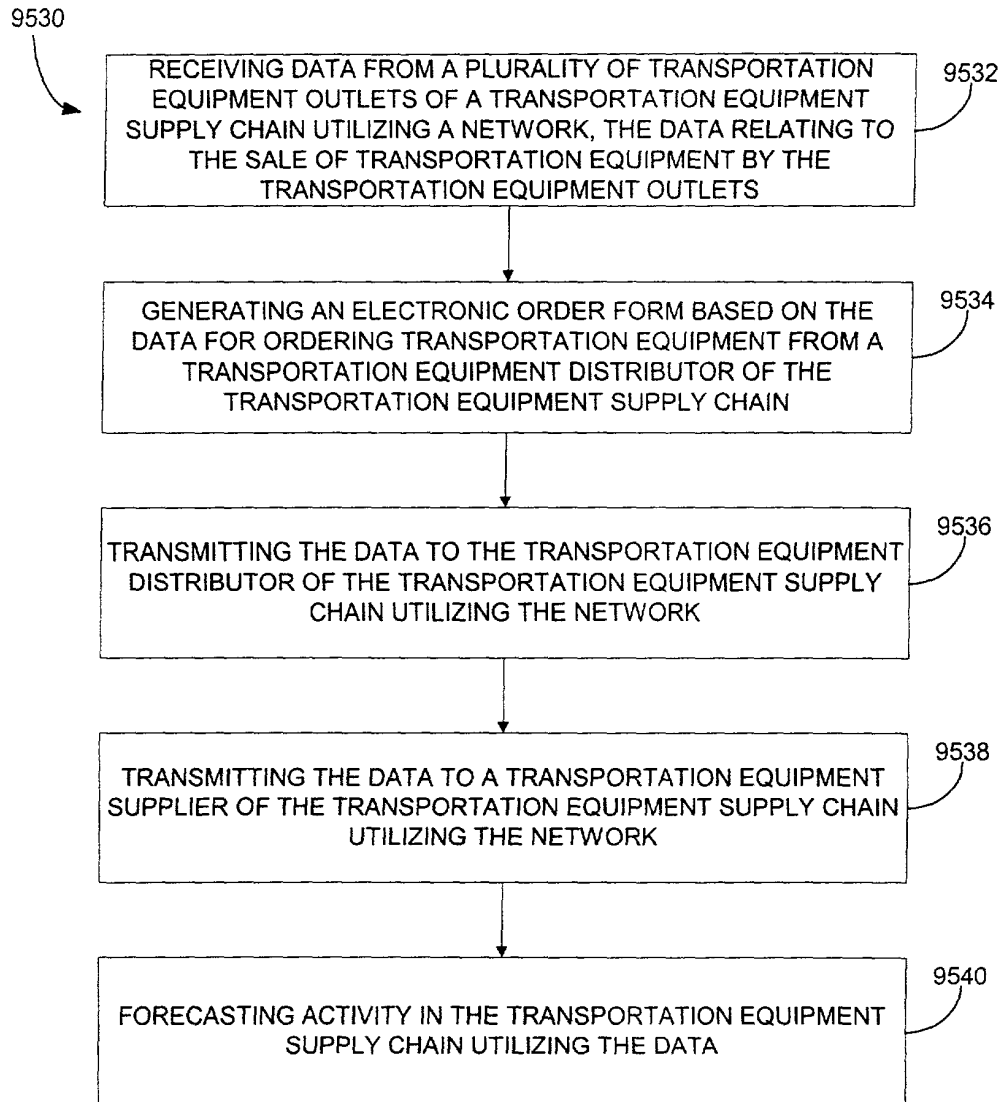 9530
RECEIVING DATA FROM A PLURALITY OF TRANSPORTATION
EQUIPMENT OUTLETS OF A TRANSPORTATION EQUIPMENT
SUPPLY CHAIN UTILIZING A NETWORK, THE DATA RELATING TO
THE SALE OF TRANSPORTATION EQUIPMENT BY THE
TRANSPORTATION EQUIPMENT OUTLETS
9532
GENERATING AN ELECTRONIC ORDER FORM BASED ON THE
DATA FOR ORDERING TRANSPORTATION EQUIPMENT FROM A
TRANSPORTATION EQUIPMENT DISTRIBUTOR OF THE
TRANSPORTATION EQUIPMENT SUPPLY CHAIN
9534
TRANSMITTING THE DATA TO THE TRANSPORTATION EQUIPMENT
DISTRIBUTOR OF THE TRANSPORTATION EQUIPMENT SUPPLY
CHAIN UTILIZING THE NETWORK
9536
TRANSMITTING THE DATA TO A TRANSPORTATION EQUIPMENT
SUPPLIER OF THE TRANSPORTATION EQUIPMENT SUPPLY CHAIN
UTILIZING THE NETWORK
9538
FORECASTING ACTIVITY IN THE TRANSPORTATION EQUIPMENT
SUPPLY CHAIN UTILIZING THE DATA
9540